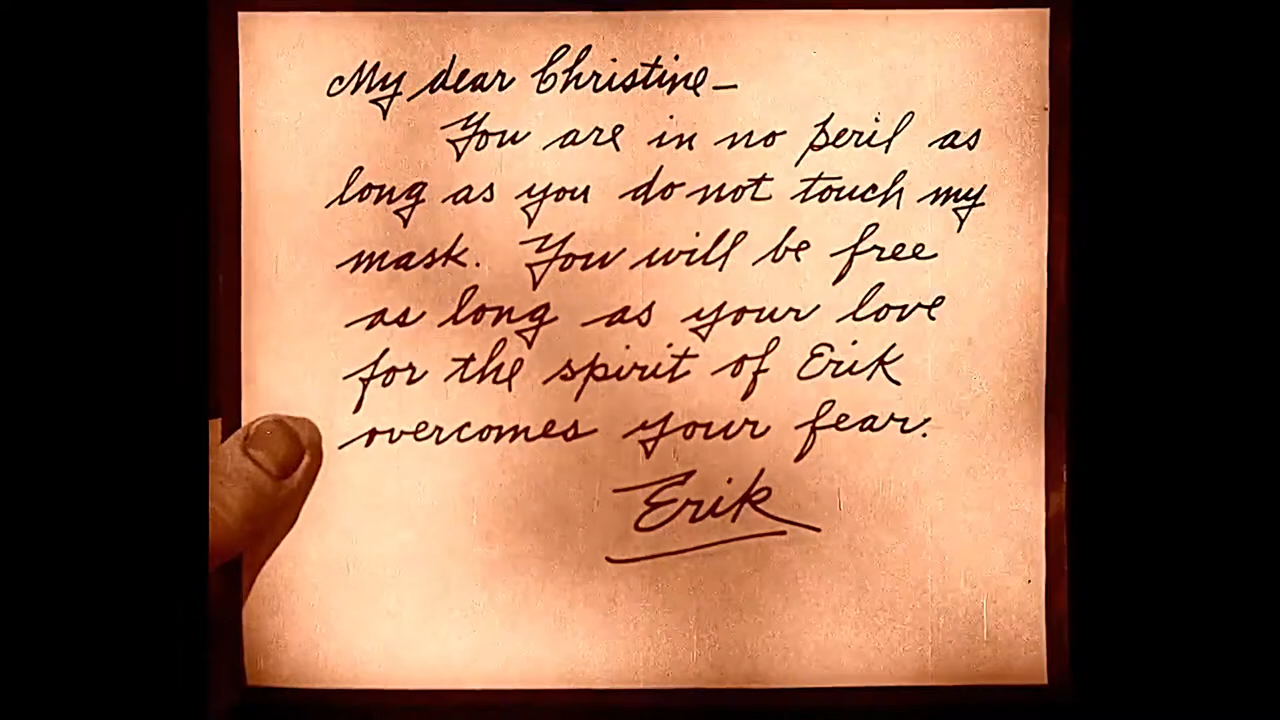 My dear Christine—
You are in no peril as
long as you do not touch my
mask. You will be free
as long as your love
for the spirit of Erik
overcomes your fear.
Erik